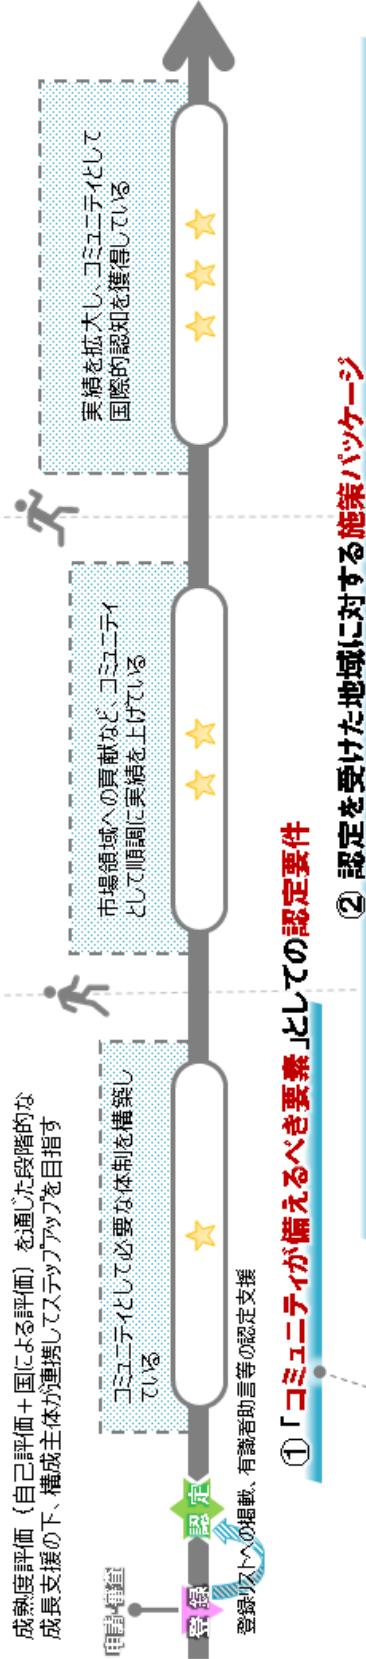 成熟度評価（自己評価＋国による評価）を通じた段階的な
成長支援の下、構成主体が連携してステップアップを目指す
申請・審査
登録
認定
登録リストへの掲載、有識者助言等の認定支援
コミュニティとして必要な体制を構築し
ている
市場領域への貢献など、コミュニティ
として順調に実績を上げている
実績を拡大し、コミュニティとして
国際的認知を獲得している
①「コミュニティが備えるべき要素」としての認定要件
② 認定を受けた地域に対する施策パッケージ